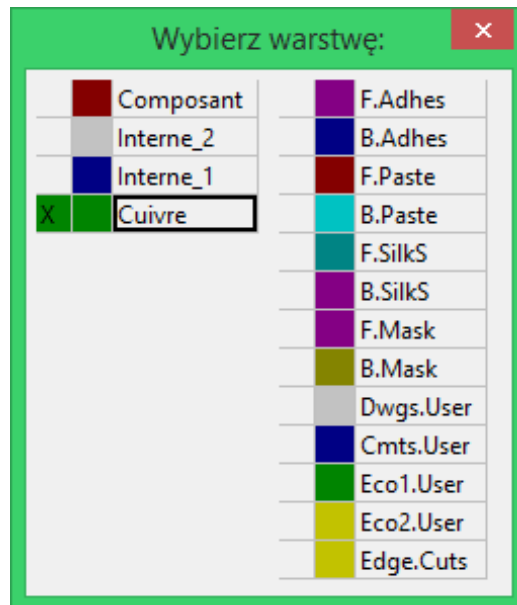 Wybierz warstwę:
Composant
Interne_2
Interne_1
X Cuivre
F.Adhes
B.Adhes
F.Paste
B.Paste
F.SilkS
B.SilkS
F.Mask
B.Mask
Dwgs.User
Cmts.User
Eco1.User
Eco2.User
Edge.Cuts